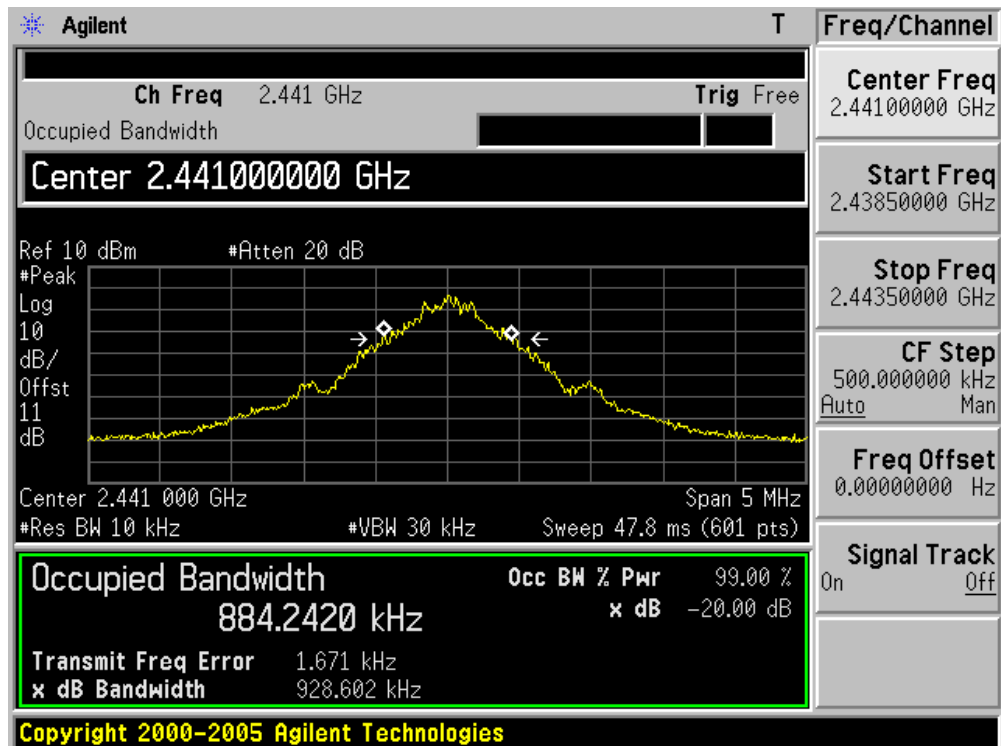 Agilent T
Ch Freq 2.441 GHz Trig Free
Occupied Bandwidth
Center 2.441000000 GHz
Ref 10 dBm #Atten 20 dB
#Peak
Log
10
dB/
Offst
11
dB
Center 2.441 000 GHz Span 5 MHz
#Res BW 10 kHz #VBW 30 kHz Sweep 47.8 ms (601 pts)
Occupied Bandwidth Occ BW % Pwr 99.00 %
884.2420 kHz x dB -20.00 dB
Transmit Freq Error 1.671 kHz
x dB Bandwidth 928.602 kHz
Copyright 2000-2005 Agilent Technologies
Freq/Channel
Center Freq
2.44100000 GHz
Start Freq
2.43850000 GHz
Stop Freq
2.44350000 GHz
CF Step
500.000000 kHz
Auto Man
Freq Offset
0.00000000 Hz
Signal Track
On Off